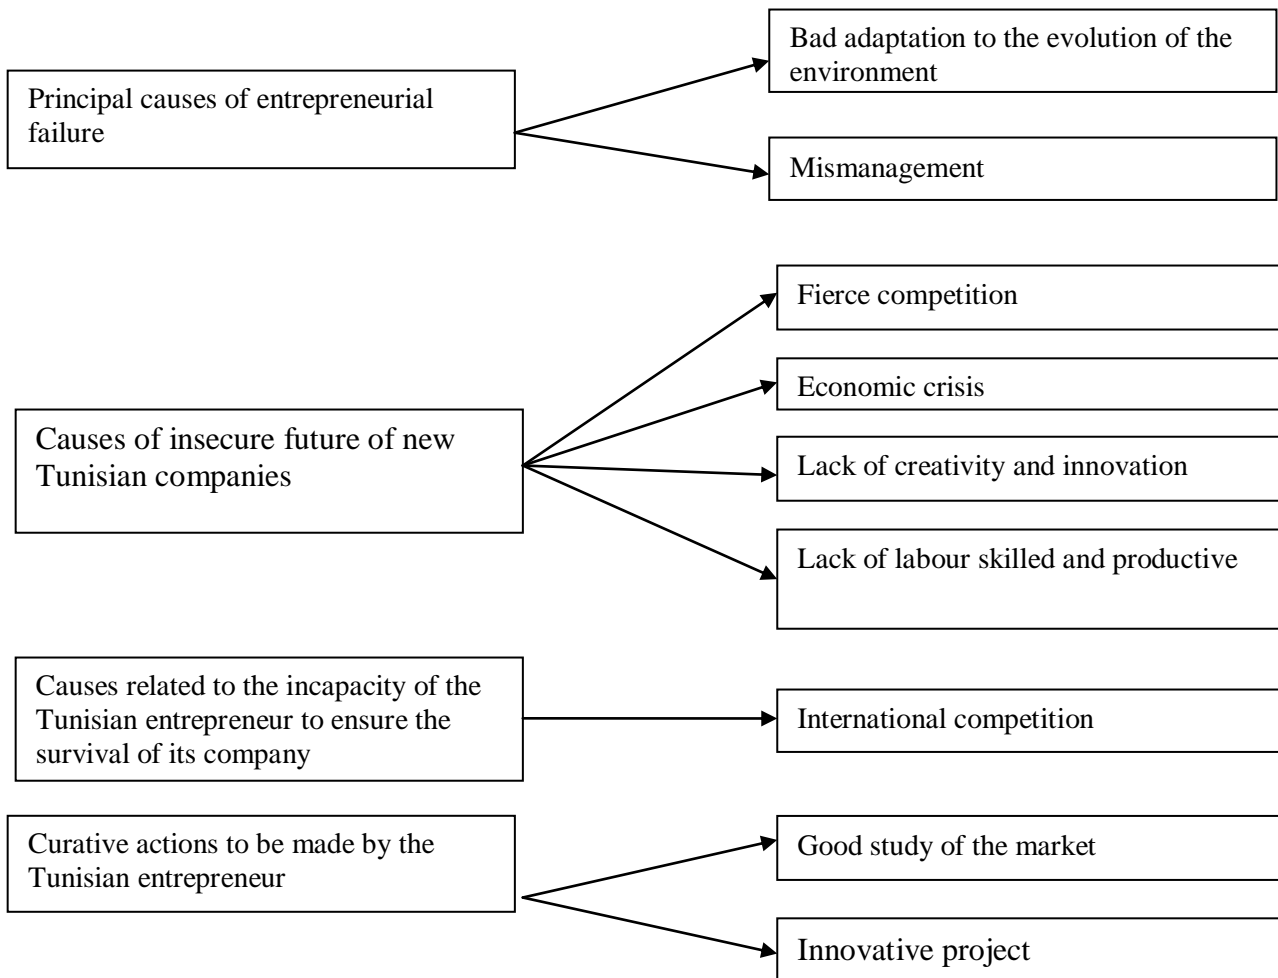 Bad adaptation to the evolution of the
environment
Principal causes of entrepreneurial
failure
Mismanagement
Fierce competition
Economic crisis
Causes of insecure future of new
Tunisian companies
Lack of creativity and innovation
Lack of labour skilled and productive
Causes related to the incapacity of the
Tunisian entrepreneur to ensure the
survival of its company
International competition
Curative actions to be made by the
Tunisian entrepreneur
Good study of the market
Innovative project